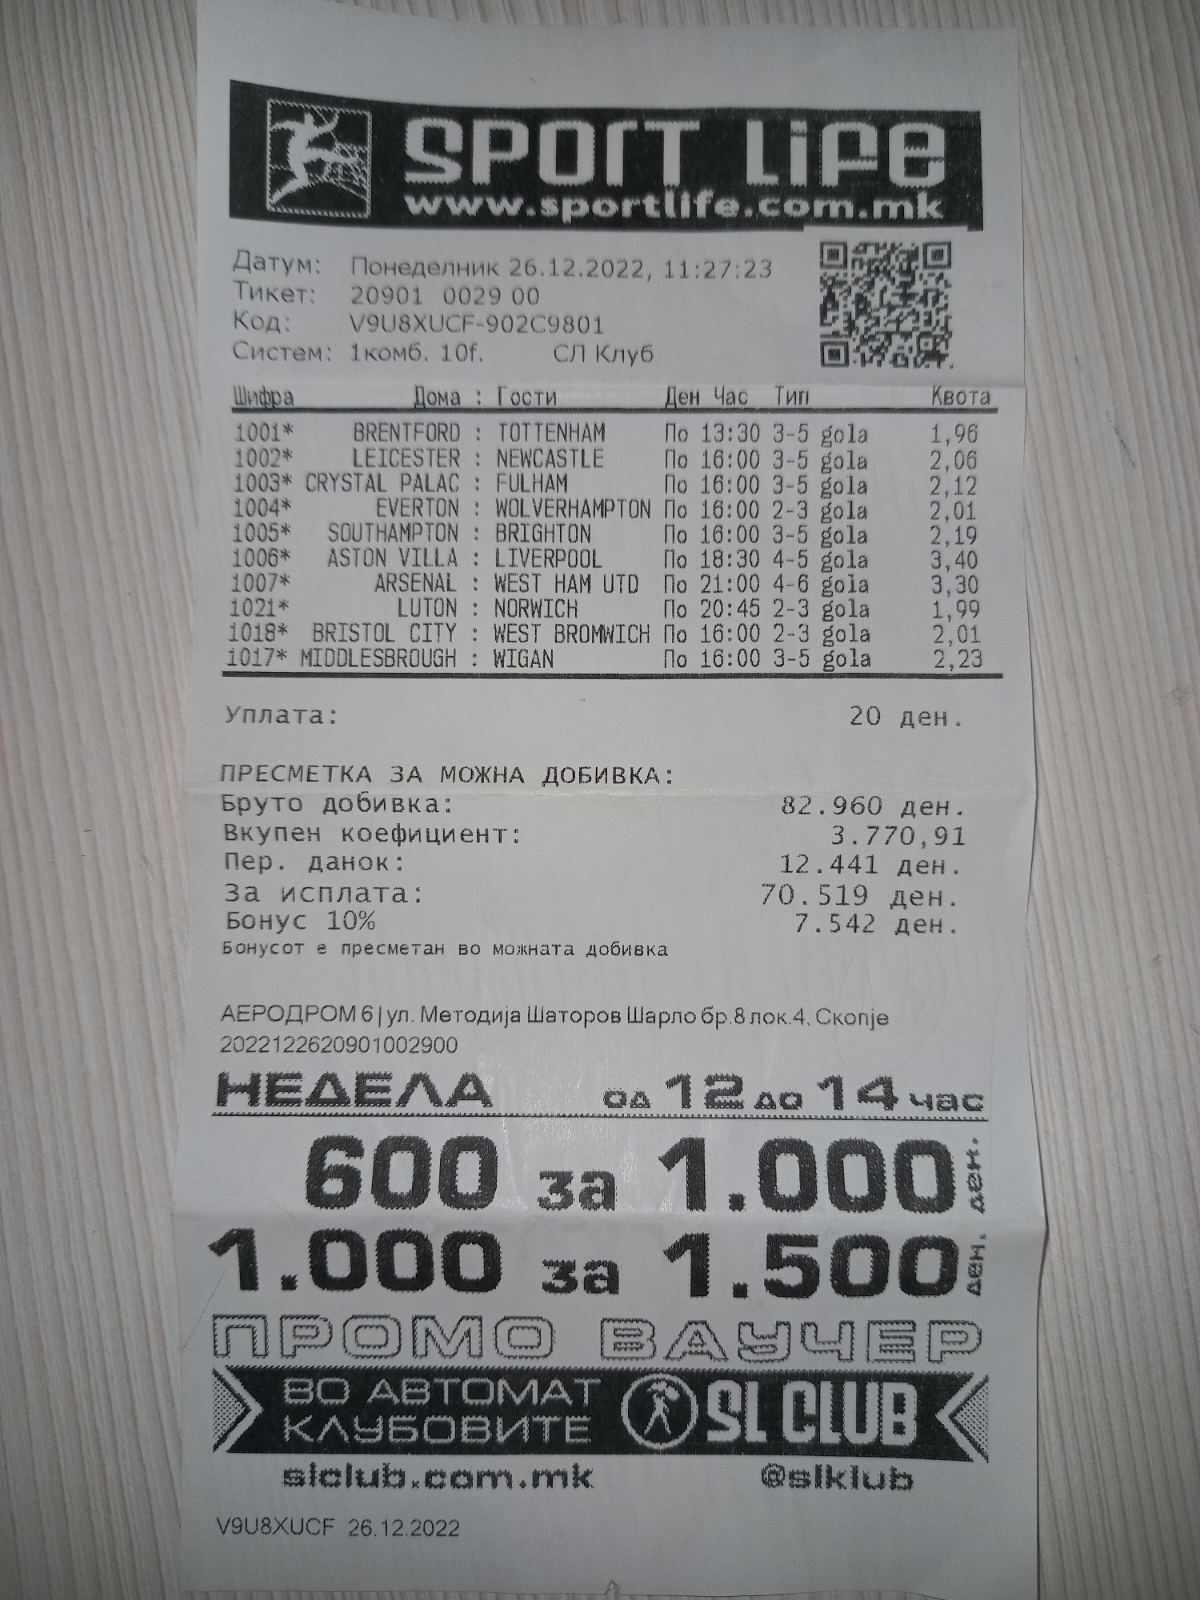 SPORT LIFE
www.sportlife.com.mk
Датум: Понеделник 26.12.2022, 11:27:23
Тикет: 20901 0029 00
Код: V9U8XUCF-902C9801
Систем: 1комб. 10f. СЛ Клуб
Шифра Дома : Гости Ден Час Тип Квота
1001* BRENTFORD : TOTTENHAM По 13:30 3-5 gola 1,96
1002* LEICESTER : NEWCASTLE По 16:00 3-5 gola 2,06
1003* CRYSTAL PALAC : FULHAM По 16:00 3-5 gola 2,12
1004* EVERTON : WOLVERHAMPTON По 16:00 2-3 gola 2,01
1005* SOUTHAMPTON : BRIGHTON По 16:00 3-5 gola 2,19
1006* ASTON VILLA : LIVERPOOL По 18:30 4-5 gola 3,40
1007* ARSENAL : WEST HAM UTD По 21:00 4-6 gola 3,30
1021* LUTON : NORWICH По 20:45 2-3 gola 1,99
1018* BRISTOL CITY : WEST BROMWICH По 16:00 2-3 gola 2,01
1017* MIDDLESBROUGH : WIGAN По 16:00 3-5 gola 2,23
Уплата: 20 ден.
ПРЕСМЕТКА ЗА МОЖНА ДОБИВКА:
Бруто добивка: 82.960 ден.
Вкупен коефициент: 3.770,91
Пер. данок: 12.441 ден.
За исплата: 70.519 ден.
Бонус 10% 7.542 ден.
Бонусот е пресметан во можната добивка
АЕРОДРОМ 6| ул. Методија Шаторов Шарло бр.8 лок.4, Скопје
2022122620901002900
НЕДЕЛА од 12 до 14 час
600 за 1.000 ден.
1.000 за 1.500 ден.
ПРОМО ВАУЧЕР
ВО АВТОМАТ
КЛУБОВИТЕ
SL CLUB
slclub.com.mk @slklub
V9U8XUCF 26.12.2022